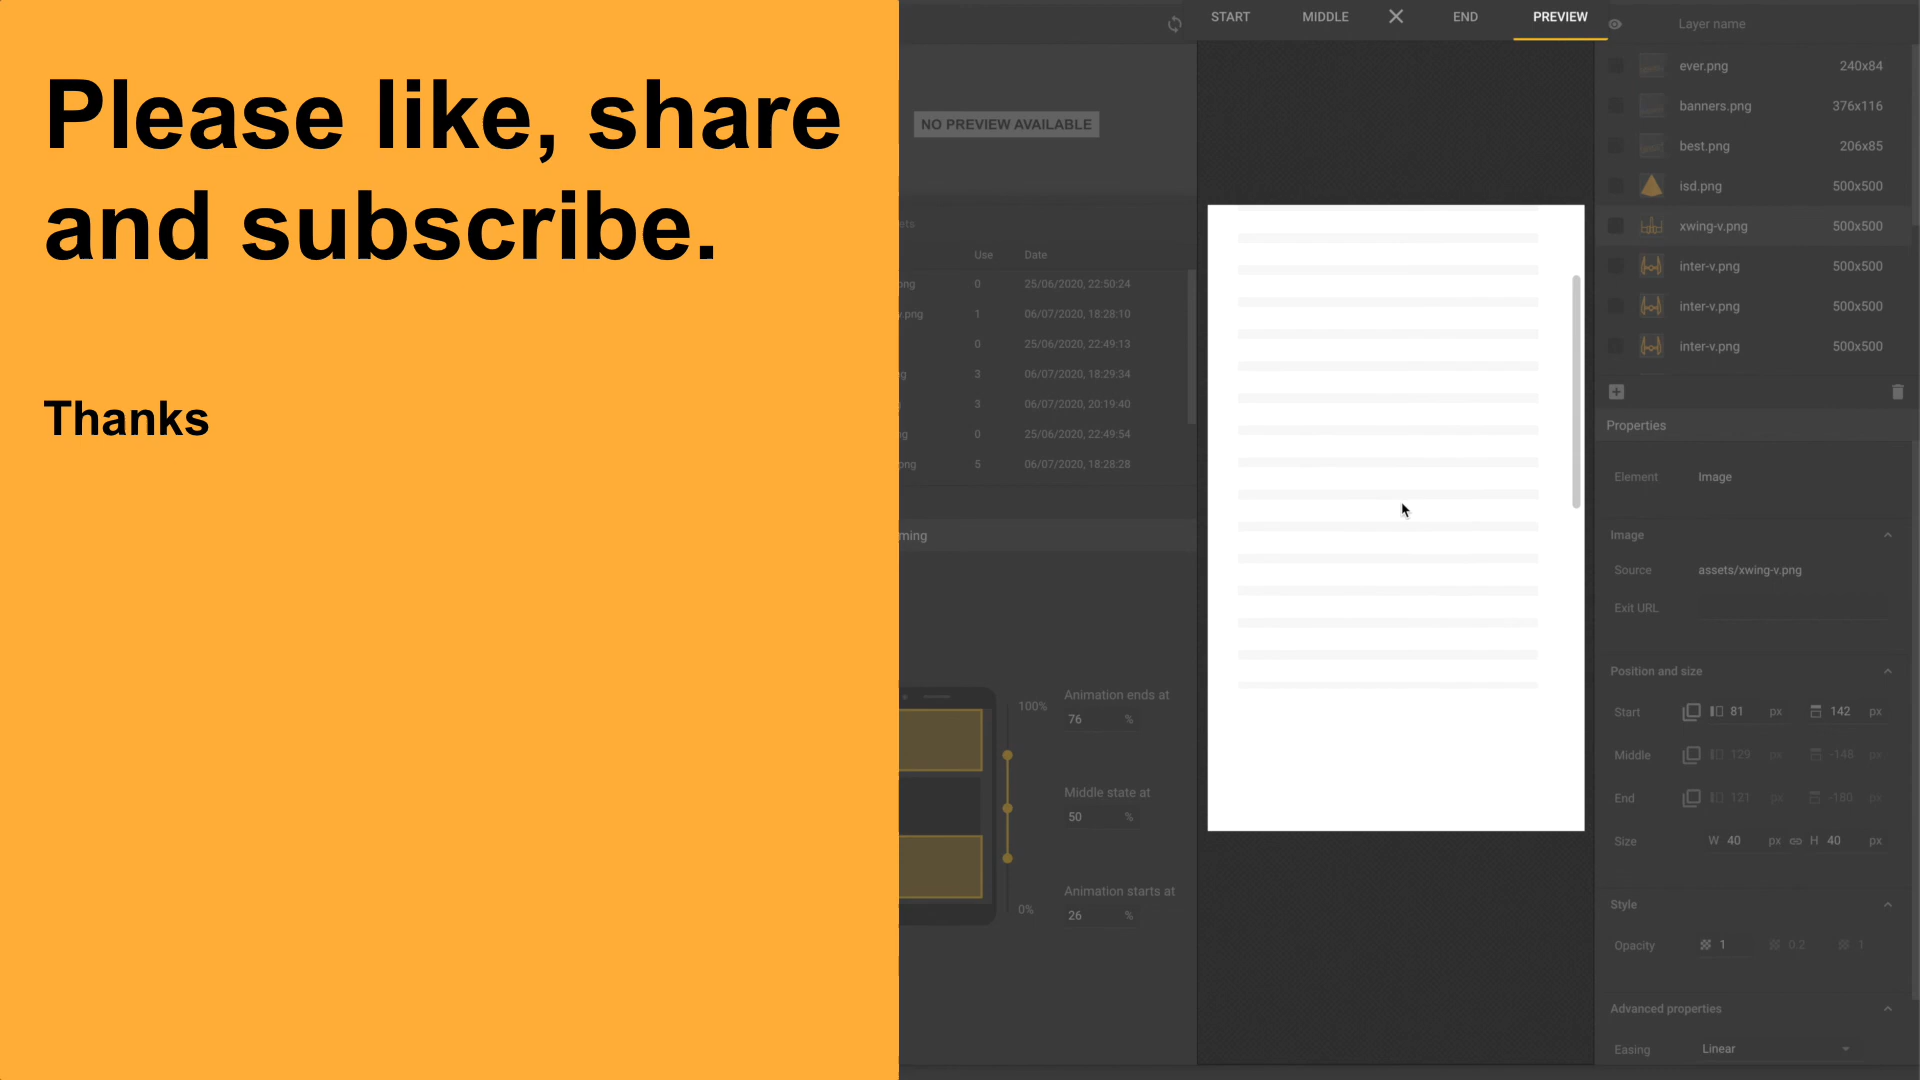 Please like, share
and subscribe.
Thanks
START MIDDLE END PREVIEW
NO PREVIEW AVAILABLE
ets
Use Date
png 0 25/06/2020, 22:50:24
v.png 1 06/07/2020, 18:28:10
0 25/06/2020, 22:49:13
ng 3 06/07/2020, 18:29:34
3 06/07/2020, 20:19:40
ng 0 25/06/2020, 22:49:54
png 5 06/07/2020, 18:28:28
ming
100%
Animation ends at
76 %
Middle state at
50 %
Animation starts at
0%
26 %
Layer name
ever.png 240x84
banners.png 376x116
best.png 206x85
isd.png 500x500
xwing-v.png 500x500
inter-v.png 500x500
inter-v.png 500x500
inter-v.png 500x500
Properties
Element Image
Image
Source assets/xwing-v.png
Exit URL
Position and size
Start 81 px 142 px
Middle 129 px -148 px
End 121 px -180 px
Size W 40 px H 40 px
Style
Opacity 1 0.2 1
Advanced properties
Easing Linear